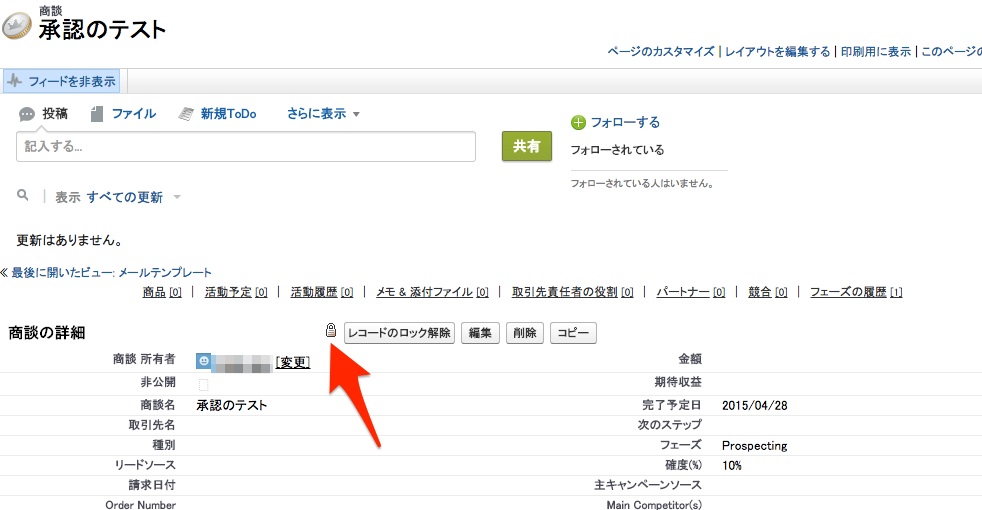 商談
承認のテスト
ページのカスタマイズ | レイアウトを編集する | 印刷用に表示 | このページの
フィードを非表示
投稿 ファイル 新規ToDo さらに表示
記入する...
共有
フォローする
フォローされている
フォローされている人はいません。
表示 すべての更新
更新はありません。
≪ 最後に開いたビュー: メールテンプレート
商品 [0] | 活動予定 [0] | 活動履歴 [0] | メモ & 添付ファイル [0] | 取引先責任者の役割 [0] | パートナー [0] | 競合 [0] | フェーズの履歴 [1]
商談の詳細 レコードのロック解除 編集 削除 コピー
商談 所有者 [変更] 金額
非公開 期待収益
商談名 承認のテスト 完了予定日 2015/04/28
取引先名 次のステップ
種別 フェーズ Prospecting
リードソース 確度(%) 10%
請求日付 主キャンペーンソース
Order Number Main Competitor(s)